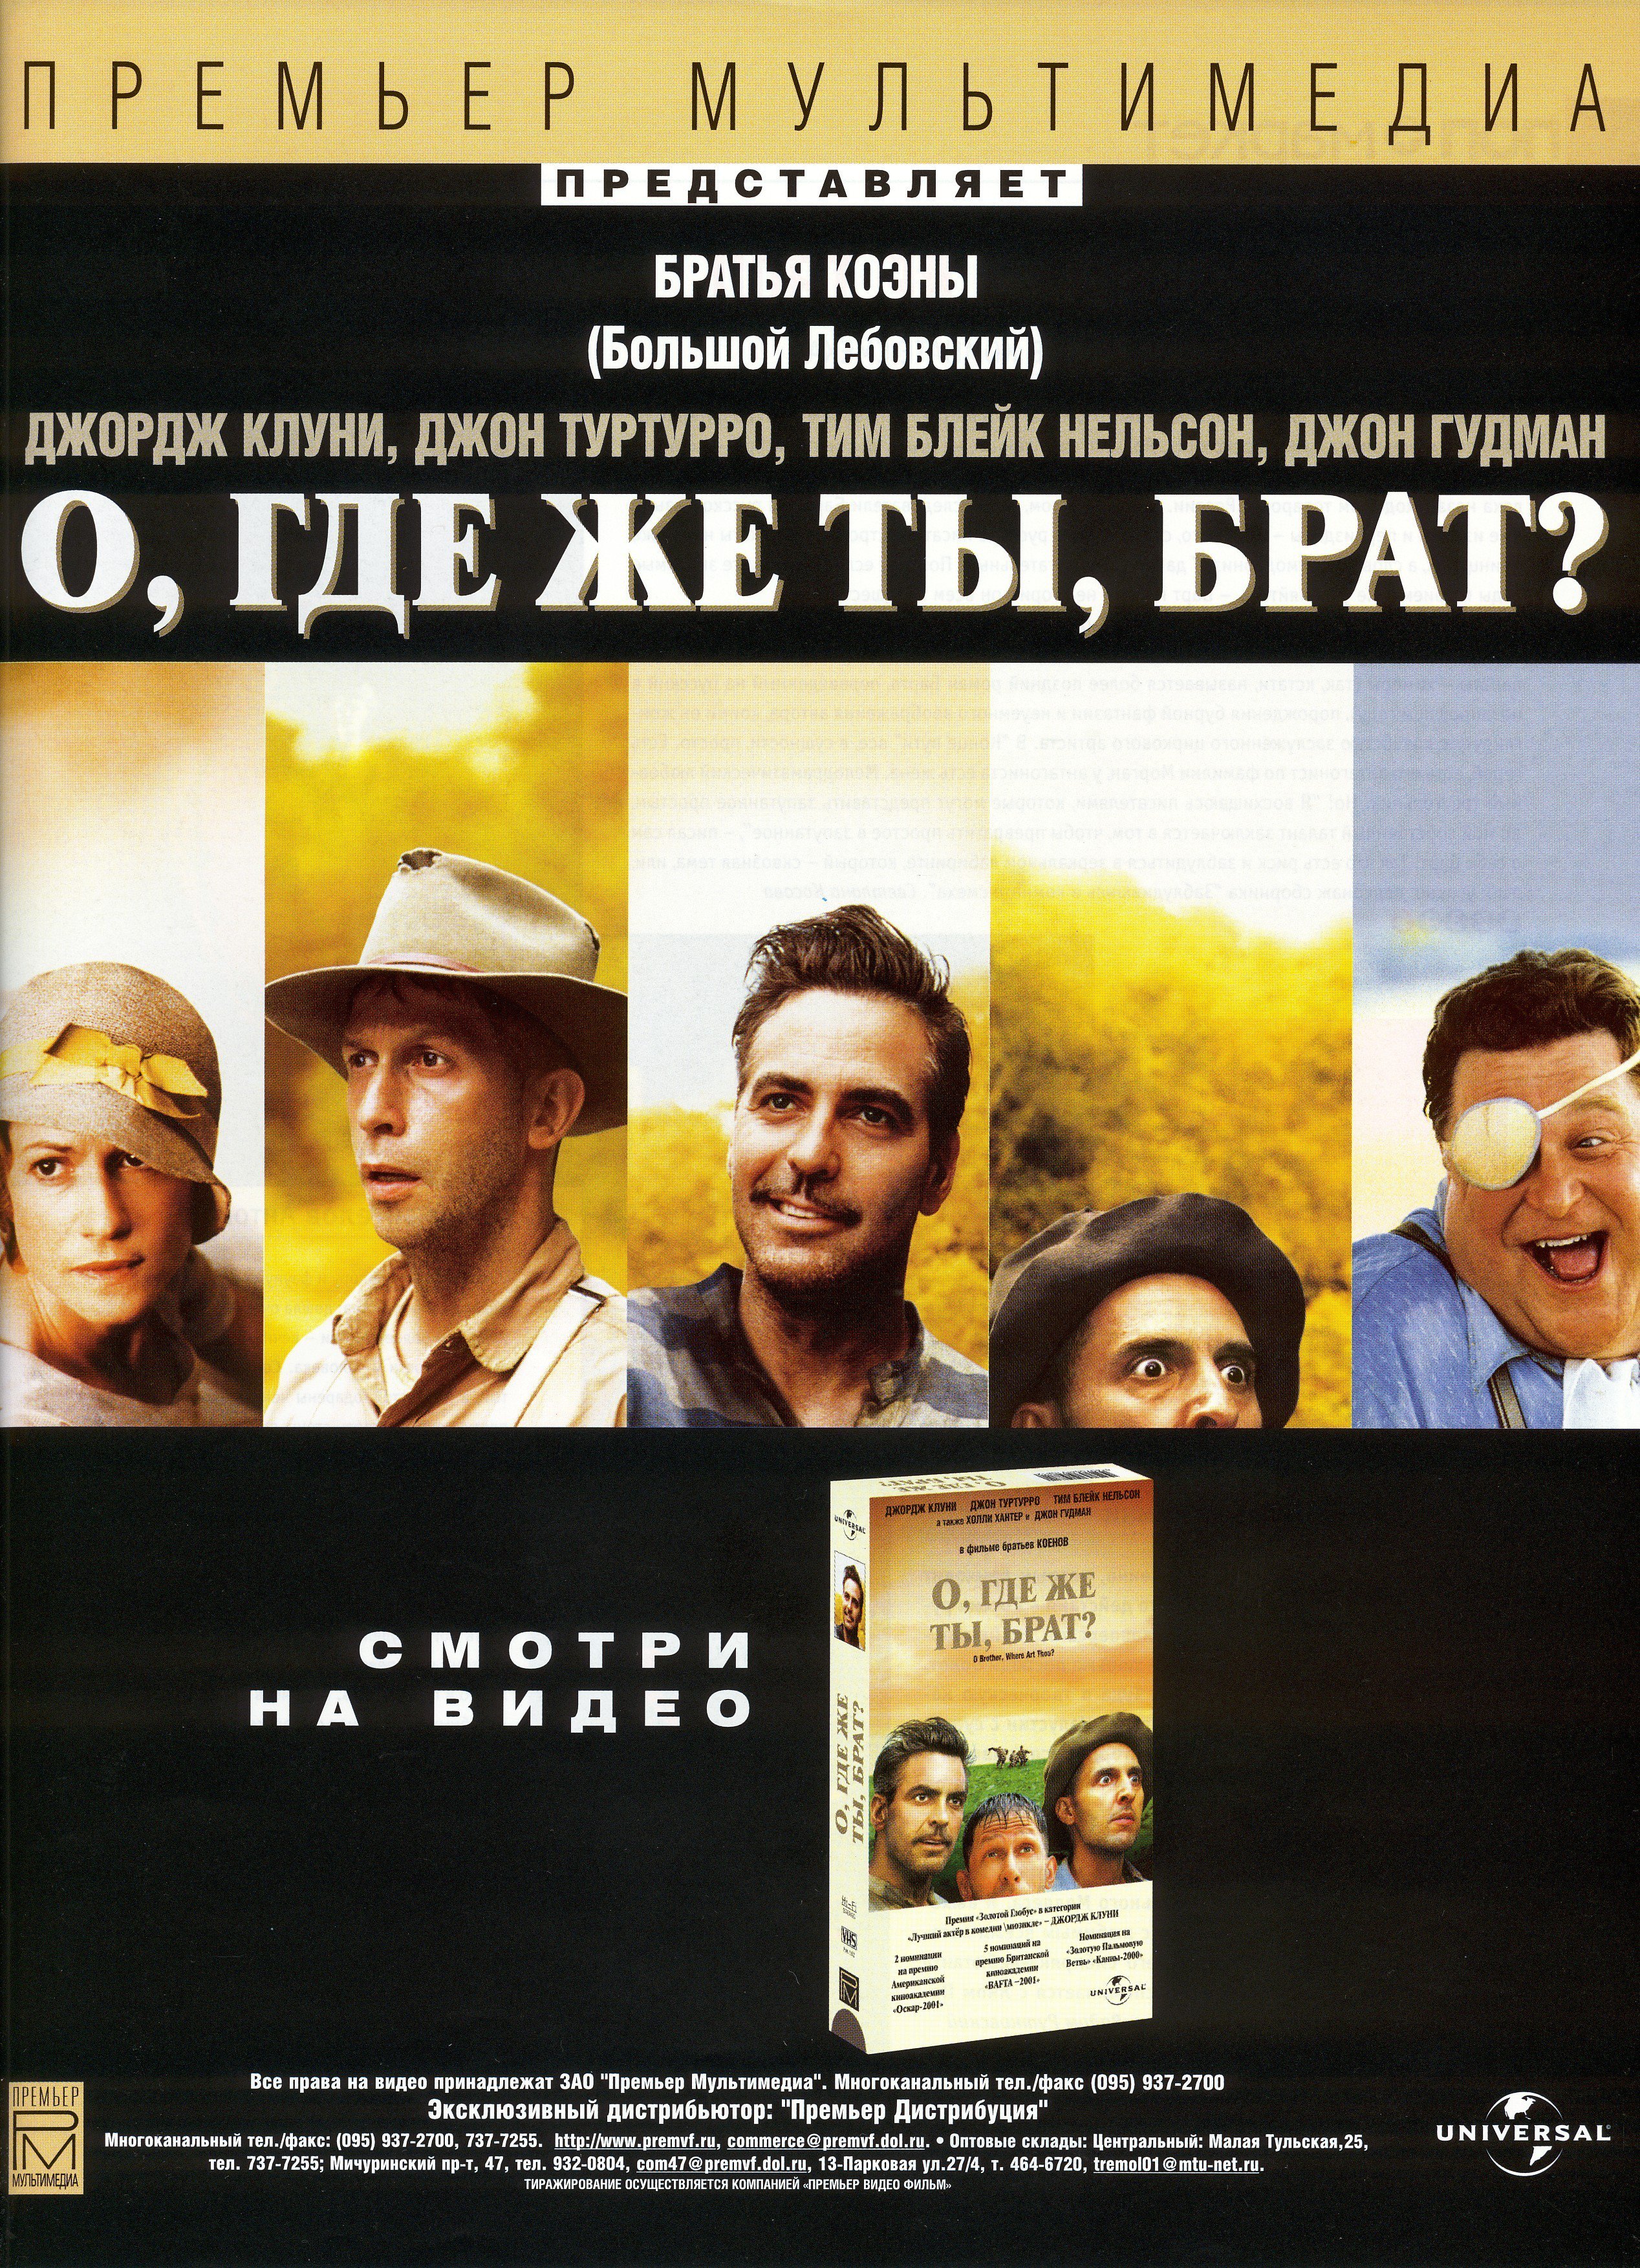 ПРЕМЬЕР МУЛЬТИМЕДИА
ПРЕДСТАВЛЯЕТ
БРАТЬЯ КОЭНЫ
(Большой Лебовский)
ДЖОРДЖ КЛУНИ, ДЖОН ТУРТУРРО, ТИМ БЛЕЙК НЕЛЬСОН, ДЖОН ГУДМАН
О, ГДЕ ЖЕ ТЫ, БРАТ?
СМОТРИ
НА ВИДЕО
О, ГДЕ ЖЕ
ТЫ, БРАТ?
UNIVERSAL
О, ГДЕ ЖЕ
ТЫ, БРАТ?
Hi-Fi
VHS
ДЖОРДЖ КЛУНИ ДЖОН ТУРТУРРО ТИМ БЛЕЙК НЕЛЬСОН
а также ХОЛЛИ ХАНТЕР и ДЖОН ГУДМАН
в фильме братьев КОЕНОВ
О, ГДЕ ЖЕ
ТЫ, БРАТ?
O Brother, Where Art Thou?
Премия «Золотой Глобус» в категории
«Лучший актёр в комедии \мюзикле» – ДЖОРДЖ КЛУНИ
2 номинации
на премию
Американской
киноакадемии
«Оскар-2001»
5 номинаций на
премию Британской
киноакадемии
«BAFTA –2001»
Номинация на
«Золотую Пальмовую
Ветвь» «Канны-2000»
UNIVERSAL
Все права на видео принадлежат ЗАО "Премьер Мультимедиа". Многоканальный тел./факс (095) 937-2700
Эксклюзивный дистрибьютор: "Премьер Дистрибуция"
Многоканальный тел./факс: (095) 937-2700, 737-7255. http://www.premvf.ru, commerce@premvf.dol.ru. • Оптовые склады: Центральный: Малая Тульская,25,
тел. 737-7255; Мичуринский пр-т, 47, тел. 932-0804, com47@premvf.dol.ru, 13-Парковая ул.27/4, т. 464-6720, tremol01@mtu-net.ru.
ТИРАЖИРОВАНИЕ ОСУЩЕСТВЛЯЕТСЯ КОМПАНИЕЙ «ПРЕМЬЕР ВИДЕО ФИЛЬМ»
ПРЕМЬЕР
PM
МУЛЬТИМЕДИА
UNIVERSAL